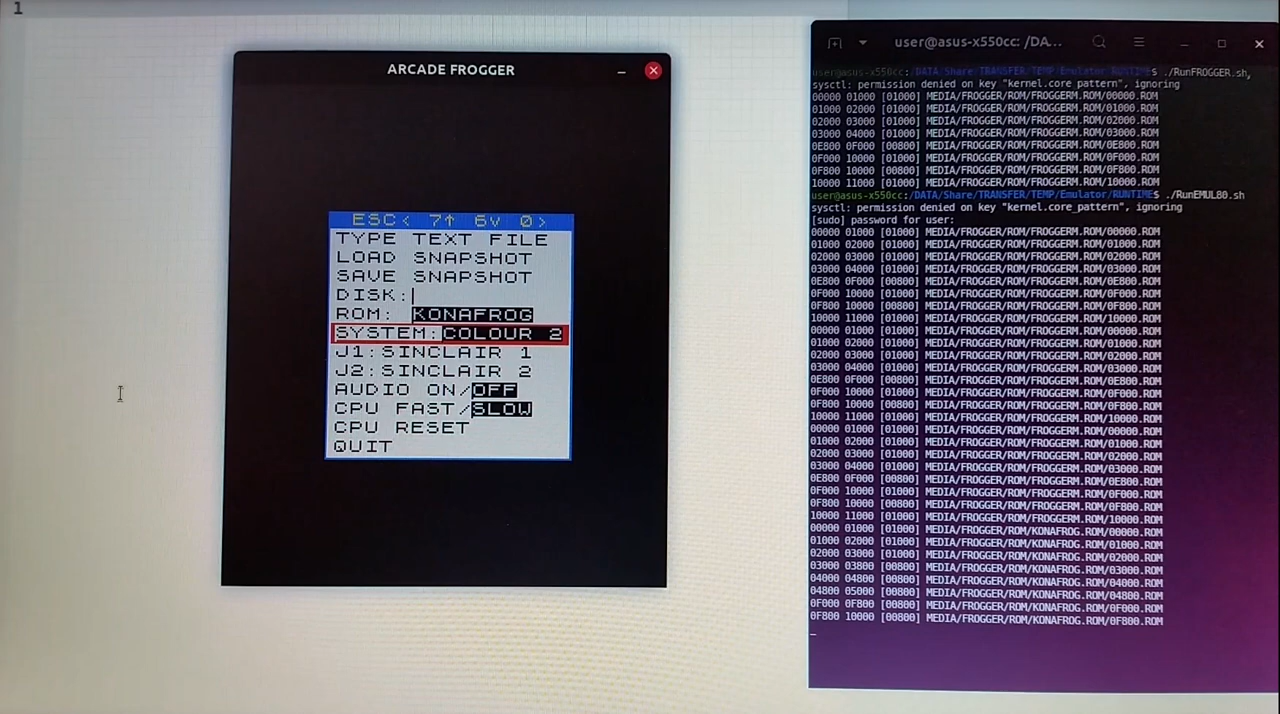 1
ARCADE FROGGER
ESC< 7↑ 6v 0>
TYPE TEXT FILE
LOAD SNAPSHOT
SAVE SNAPSHOT
DISK:
ROM: KONAFROG
SYSTEM:COLOUR 2
J1:SINCLAIR 1
J2:SINCLAIR 2
AUDIO ON/OFF
CPU FAST/SLOW
CPU RESET
QUIT
user@asus-x550cc: /DA...
user@asus-x550cc:/DATA/Share/TRANSFER/TEMP/Emulator/RUNTIME$ ./RunFROGGER.sh,
sysctl: permission denied on key "kernel.core_pattern", ignoring
00000 01000 [01000] MEDIA/FROGGER/ROM/FROGGERM.ROM/00000.ROM
01000 02000 [01000] MEDIA/FROGGER/ROM/FROGGERM.ROM/01000.ROM
02000 03000 [01000] MEDIA/FROGGER/ROM/FROGGERM.ROM/02000.ROM
03000 04000 [01000] MEDIA/FROGGER/ROM/FROGGERM.ROM/03000.ROM
0E800 0F000 [00800] MEDIA/FROGGER/ROM/FROGGERM.ROM/0E800.ROM
0F000 10000 [01000] MEDIA/FROGGER/ROM/FROGGERM.ROM/0F000.ROM
0F800 10000 [00800] MEDIA/FROGGER/ROM/FROGGERM.ROM/0F800.ROM
10000 11000 [01000] MEDIA/FROGGER/ROM/FROGGERM.ROM/10000.ROM
user@asus-x550cc:/DATA/Share/TRANSFER/TEMP/Emulator/RUNTIME$ ./RunEMUL80.sh
sysctl: permission denied on key "kernel.core_pattern", ignoring
[sudo] password for user:
00000 01000 [01000] MEDIA/FROGGER/ROM/FROGGERM.ROM/00000.ROM
01000 02000 [01000] MEDIA/FROGGER/ROM/FROGGERM.ROM/01000.ROM
02000 03000 [01000] MEDIA/FROGGER/ROM/FROGGERM.ROM/02000.ROM
03000 04000 [01000] MEDIA/FROGGER/ROM/FROGGERM.ROM/03000.ROM
0E800 0F000 [00800] MEDIA/FROGGER/ROM/FROGGERM.ROM/0E800.ROM
0F000 10000 [01000] MEDIA/FROGGER/ROM/FROGGERM.ROM/0F000.ROM
0F800 10000 [00800] MEDIA/FROGGER/ROM/FROGGERM.ROM/0F800.ROM
10000 11000 [01000] MEDIA/FROGGER/ROM/FROGGERM.ROM/10000.ROM
00000 01000 [01000] MEDIA/FROGGER/ROM/FROGGERM.ROM/00000.ROM
01000 02000 [01000] MEDIA/FROGGER/ROM/FROGGERM.ROM/01000.ROM
02000 03000 [01000] MEDIA/FROGGER/ROM/FROGGERM.ROM/02000.ROM
03000 04000 [01000] MEDIA/FROGGER/ROM/FROGGERM.ROM/03000.ROM
0E800 0F000 [00800] MEDIA/FROGGER/ROM/FROGGERM.ROM/0E800.ROM
0F000 10000 [01000] MEDIA/FROGGER/ROM/FROGGERM.ROM/0F000.ROM
0F800 10000 [00800] MEDIA/FROGGER/ROM/FROGGERM.ROM/0F800.ROM
10000 11000 [01000] MEDIA/FROGGER/ROM/FROGGERM.ROM/10000.ROM
00000 01000 [01000] MEDIA/FROGGER/ROM/FROGGERM.ROM/00000.ROM
01000 02000 [01000] MEDIA/FROGGER/ROM/FROGGERM.ROM/01000.ROM
02000 03000 [01000] MEDIA/FROGGER/ROM/FROGGERM.ROM/02000.ROM
03000 04000 [01000] MEDIA/FROGGER/ROM/FROGGERM.ROM/03000.ROM
0E800 0F000 [00800] MEDIA/FROGGER/ROM/FROGGERM.ROM/0E800.ROM
0F000 10000 [01000] MEDIA/FROGGER/ROM/FROGGERM.ROM/0F000.ROM
0F800 10000 [00800] MEDIA/FROGGER/ROM/FROGGERM.ROM/0F800.ROM
10000 11000 [01000] MEDIA/FROGGER/ROM/FROGGERM.ROM/10000.ROM
00000 01000 [01000] MEDIA/FROGGER/ROM/KONAFROG.ROM/00000.ROM
01000 02000 [01000] MEDIA/FROGGER/ROM/KONAFROG.ROM/01000.ROM
02000 03000 [01000] MEDIA/FROGGER/ROM/KONAFROG.ROM/02000.ROM
03000 03800 [00800] MEDIA/FROGGER/ROM/KONAFROG.ROM/03000.ROM
04000 04800 [00800] MEDIA/FROGGER/ROM/KONAFROG.ROM/04000.ROM
04800 05000 [00800] MEDIA/FROGGER/ROM/KONAFROG.ROM/04800.ROM
0F000 0F800 [00800] MEDIA/FROGGER/ROM/KONAFROG.ROM/0F000.ROM
0F800 10000 [00800] MEDIA/FROGGER/ROM/KONAFROG.ROM/0F800.ROM